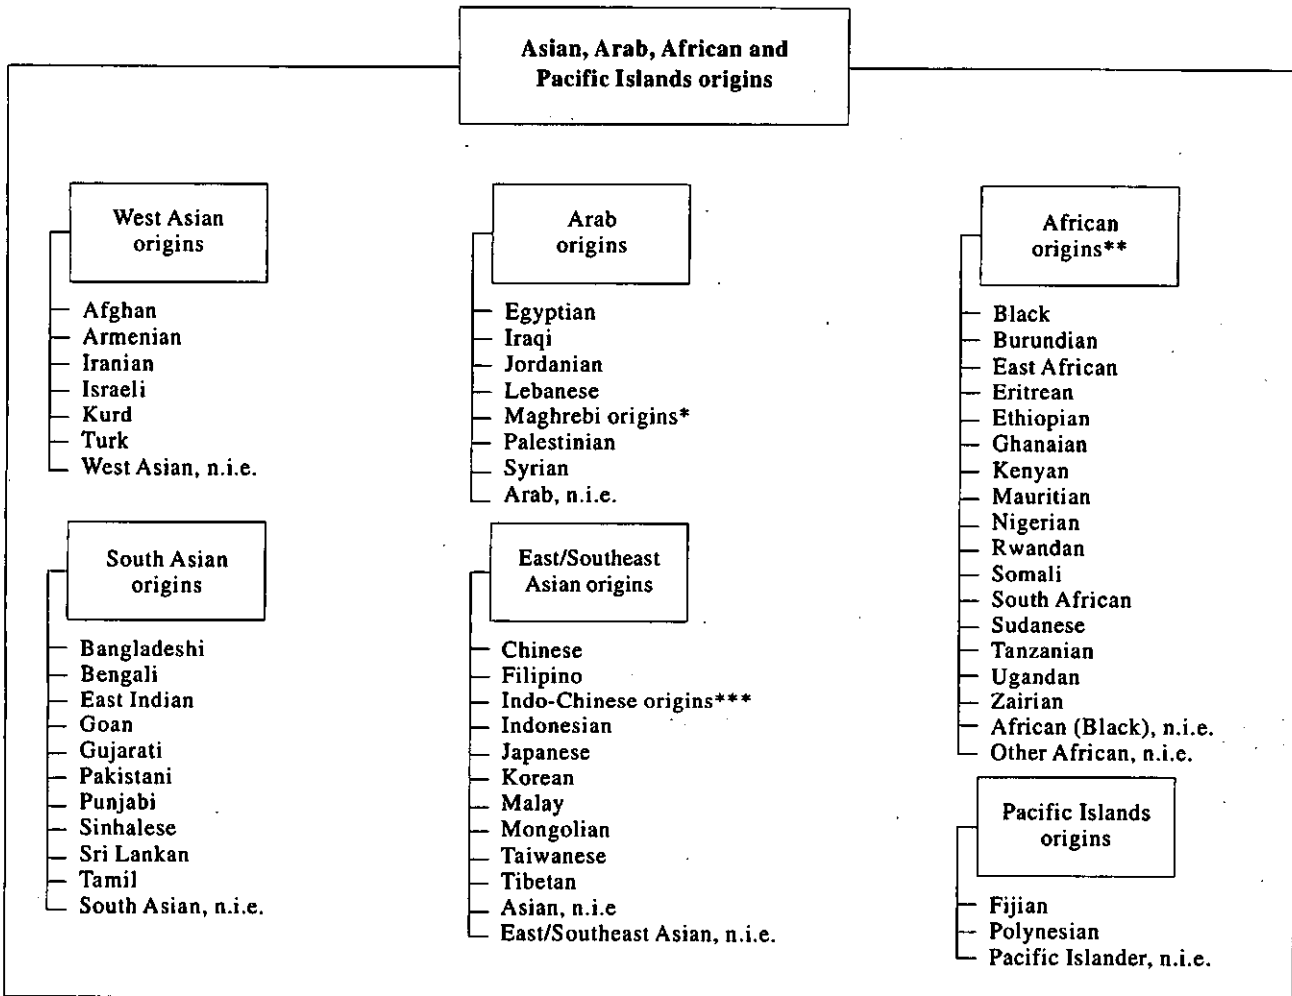 Asian, Arab, African and
Pacific Islands origins
West Asian
origins
Afghan
Armenian
Iranian
Israeli
Kurd
Turk
West Asian, n.i.e.
South Asian
origins
Bangladeshi
Bengali
East Indian
Goan
Gujarati
Pakistani
Punjabi
Sinhalese
Sri Lankan
Tamil
South Asian, n.i.e.
Arab
origins
Egyptian
Iraqi
Jordanian
Lebanese
Maghrebi origins*
Palestinian
Syrian
Arab, n.i.e.
East/Southeast
Asian origins
Chinese
Filipino
Indo-Chinese origins***
Indonesian
Japanese
Korean
Malay
Mongolian
Taiwanese
Tibetan
Asian, n.i.e
East/Southeast Asian, n.i.e.
African
origins**
Black
Burundian
East African
Eritrean
Ethiopian
Ghanaian
Kenyan
Mauritian
Nigerian
Rwandan
Somali
South African
Sudanese
Tanzanian
Ugandan
Zairian
African (Black), n.i.e.
Other African, n.i.e.
Pacific Islands
origins
Fijian
Polynesian
Pacific Islander, n.i.e.